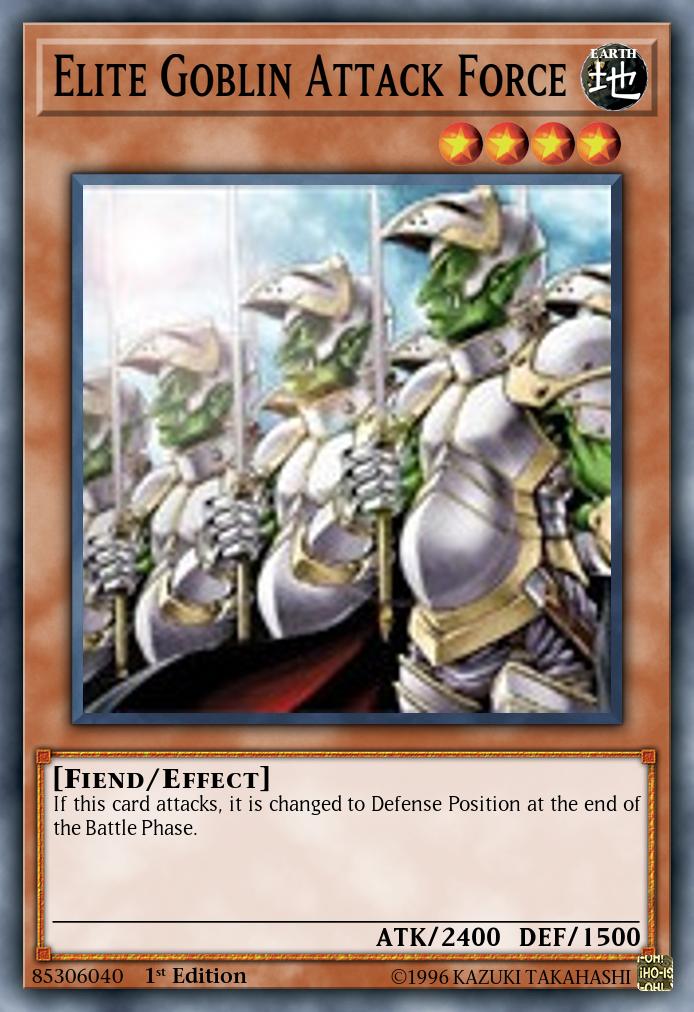 Elite Goblin Attack Force
EARTH
地
[Fiend/Effect]
If this card attacks, it is changed to Defense Position at the end of
the Battle Phase.
ATK/2400 DEF/1500
85306040 1st Edition ©1996 KAZUKI TAKAHASHI